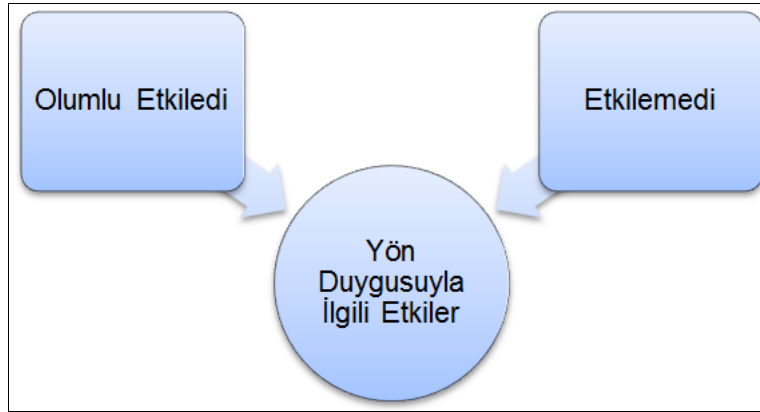 Olumlu Etkiledi
Etkilemedi
Yön
Duygusuyla
İlgili Etkiler